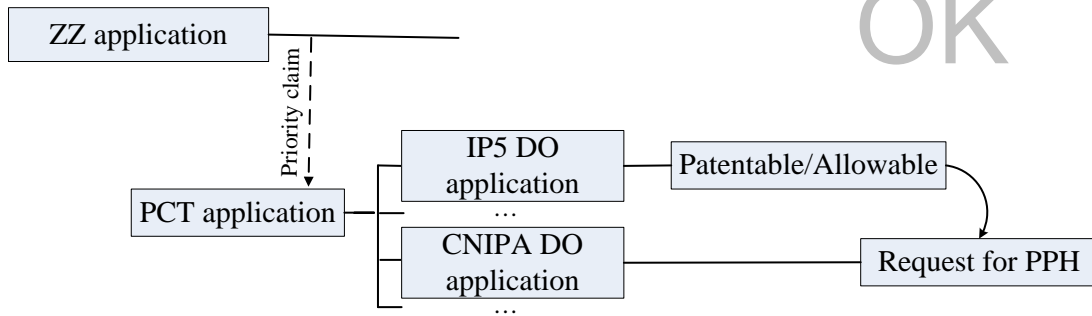 OK
ZZ application
Priority claim
IP5 DO
application
Patentable/Allowable
…
PCT application
CNIPA DO
application
Request for PPH
…